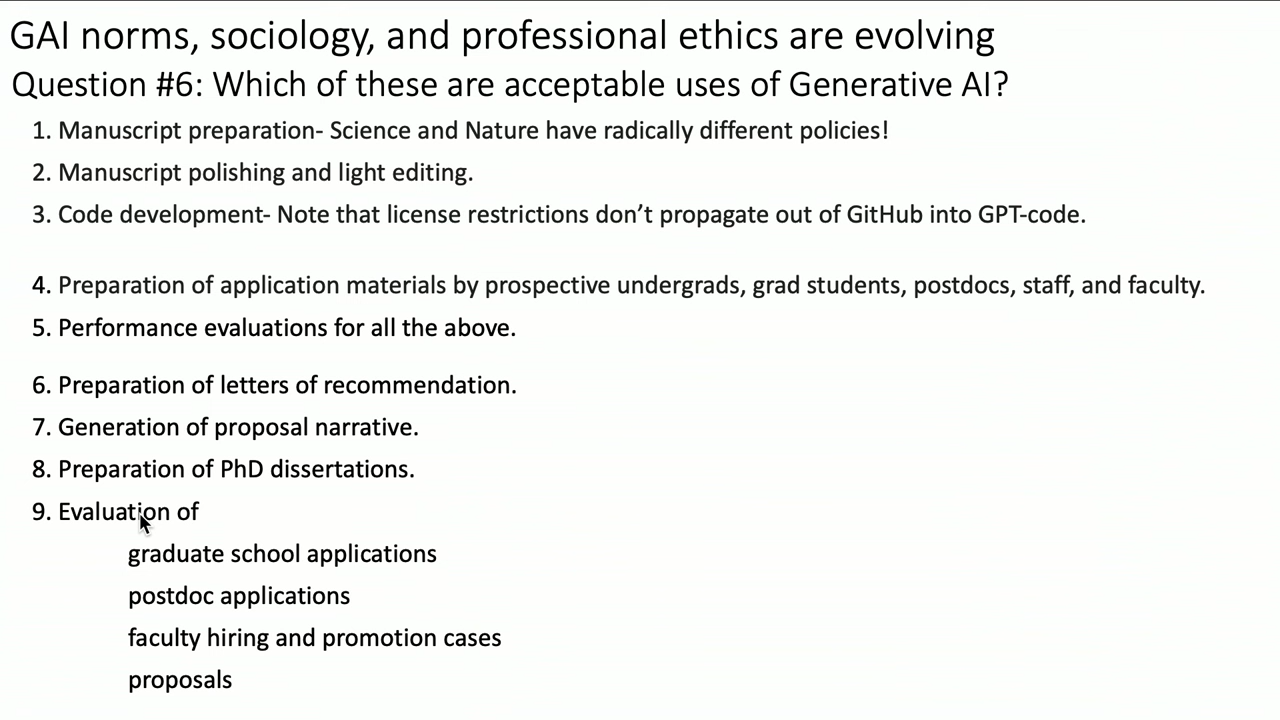 GAI norms, sociology, and professional ethics are evolving
Question #6: Which of these are acceptable uses of Generative AI?
1. Manuscript preparation- Science and Nature have radically different policies!
2. Manuscript polishing and light editing.
3. Code development- Note that license restrictions don’t propagate out of GitHub into GPT-code.
4. Preparation of application materials by prospective undergrads, grad students, postdocs, staff, and faculty.
5. Performance evaluations for all the above.
6. Preparation of letters of recommendation.
7. Generation of proposal narrative.
8. Preparation of PhD dissertations.
9. Evaluation of
graduate school applications
postdoc applications
faculty hiring and promotion cases
proposals